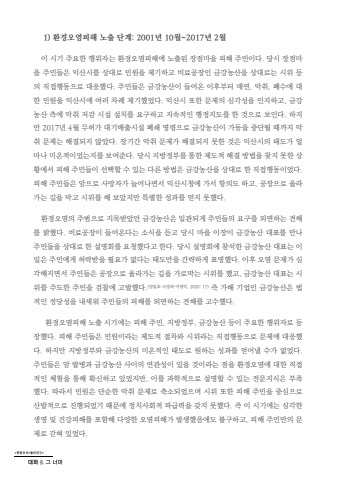 1) 환경오염피해 노출 단계: 2001년 10월~2017년 2월
이 시기 주요한 행위자는 환경오염피해에 노출된 장점마을 피해 주민이다. 당시 장점마
을 주민들은 익산시를 상대로 민원을 제기하고 비료공장인 금강농산을 상대로는 시위 등
의 직접행동으로 대응했다. 주민들은 금강농산이 들어온 이후부터 매연, 악취, 폐수에 대
한 민원을 익산시에 여러 차례 제기했었다. 익산시 또한 문제의 심각성을 인지하고, 금강
농산 측에 악취 저감 시설 설치를 요구하고 지속적인 행정지도를 한 것으로 보인다. 하지
만 2017년 4월 무허가 대기배출시설 폐쇄 명령으로 금강농산이 가동을 중단될 때까지 악
취 문제는 해결되지 않았다. 장기간 악취 문제가 해결되지 못한 것은 익산시의 태도가 얼
마나 미온적이었는지를 보여준다. 당시 지방정부를 통한 제도적 해결 방법을 찾지 못한 상
황에서 피해 주민들이 선택할 수 있는 다른 방법은 금강농산을 상대로 한 직접행동이었다.
피해 주민들은 암으로 사망자가 늘어나면서 익산시청에 가서 항의도 하고, 공장으로 올라
가는 길을 막고 시위를 해 보았지만 특별한 성과를 얻지 못했다.
환경오염의 주범으로 지목받았던 금강농산은 일관되게 주민들의 요구를 외면하는 견해
를 밝혔다. 비료공장이 들어온다는 소식을 듣고 당시 마을 이장이 금강농산 대표를 만나
주민들을 상대로 한 설명회를 요청했다고 한다. 당시 설명회에 참석한 금강농산 대표는 이
일은 주민에게 허락받을 필요가 없다는 태도만을 간략하게 표명했다. 이후 오염 문제가 심
각해지면서 주민들은 공장으로 올라가는 길을 가로막는 시위를 했고, 금강농산 대표는 시
위를 주도한 주민을 검찰에 고발했다. 즉 가해 기업인 금강농산은 법
적인 정당성을 내세워 주민들의 피해를 외면하는 견해를 고수했다.
환경오염피해 노출 시기에는 피해 주민, 지방정부, 금강농산 등이 주요한 행위자로 등
장했다. 피해 주민들은 민원이라는 제도적 절차와 시위라는 직접행동으로 문제에 대응했
다. 하지만 지방정부와 금강농산의 미온적인 태도로 원하는 성과를 얻어낼 수가 없었다.
주민들은 암 발병과 금강농산 사이의 연관성이 있을 것이라는 점을 환경오염에 대한 직접
적인 체험을 통해 확신하고 있었지만, 이를 과학적으로 설명할 수 있는 전문지식은 부족
했다. 따라서 민원은 단순한 악취 문제로 축소되었으며 시위 또한 피해 주민을 중심으로
산발적으로 진행되었기 때문에 정치사회적 파급력을 갖지 못했다. 즉 이 시기에는 심각한
생명 및 건강피해를 포함해 다양한 오염피해가 발생했음에도 불구하고, 피해 주민만의 문
제로 갇혀 있었다.
대화 & 그 너머